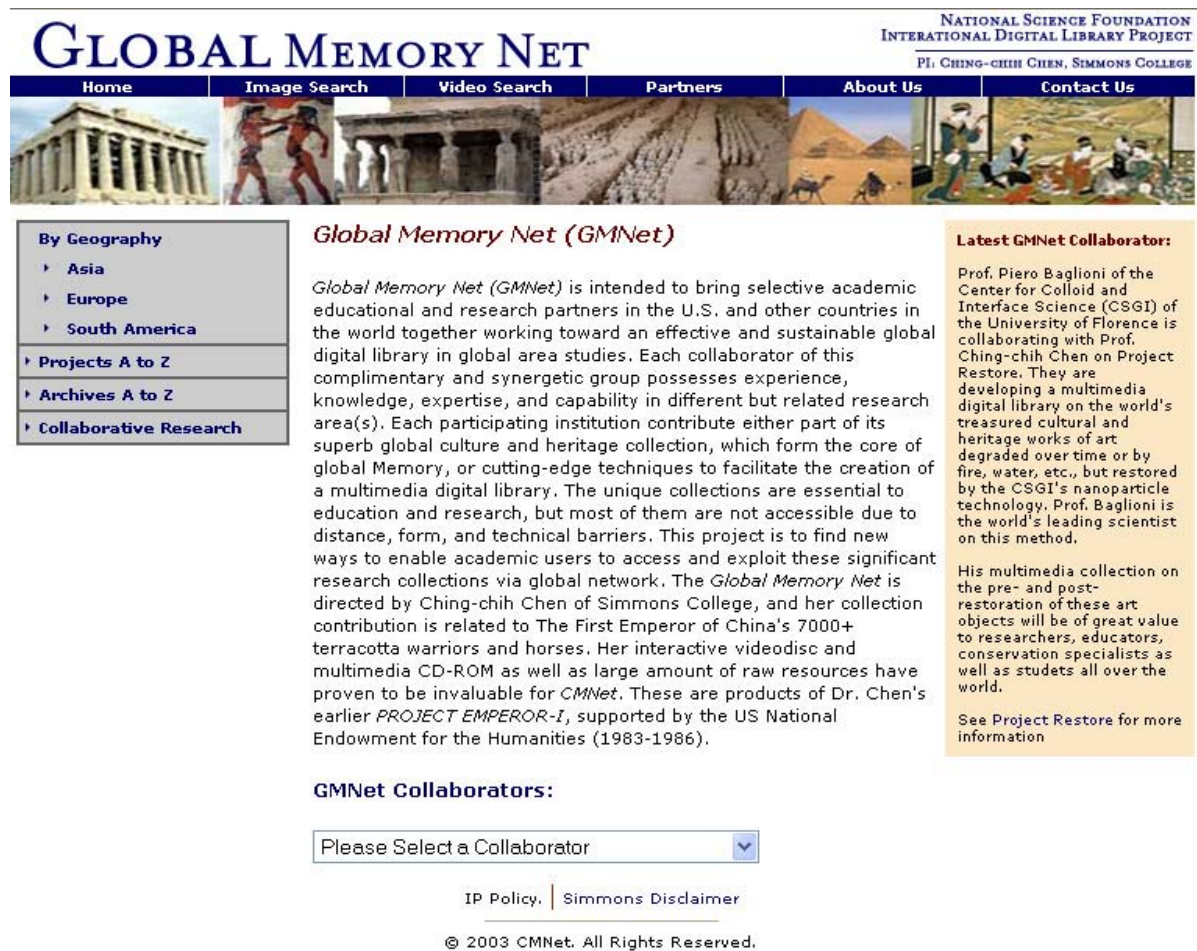 GLOBAL MEMORY NET
NATIONAL SCIENCE FOUNDATION
INTERATIONAL DIGITAL LIBRARY PROJECT
PI: CHING-CHIH CHEN, SIMMONS COLLEGE
Home
Image Search
Video Search
Partners
About Us
Contact Us
By Geography
Asia
Europe
South America
Projects A to Z
Archives A to Z
Collaborative Research
Global Memory Net (GMNet)
Global Memory Net (GMNet) is intended to bring selective academic
educational and research partners in the U.S. and other countries in
the world together working toward an effective and sustainable global
digital library in global area studies. Each collaborator of this
complimentary and synergetic group possesses experience,
knowledge, expertise, and capability in different but related research
area(s). Each participating institution contribute either part of its
superb global culture and heritage collection, which form the core of
global Memory, or cutting-edge techniques to facilitate the creation of
a multimedia digital library. The unique collections are essential to
education and research, but most of them are not accessible due to
distance, form, and technical barriers. This project is to find new
ways to enable academic users to access and exploit these significant
research collections via global network. The Global Memory Net is
directed by Ching-chih Chen of Simmons College, and her collection
contribution is related to The First Emperor of China's 7000+
terracotta warriors and horses. Her interactive videodisc and
multimedia CD-ROM as well as large amount of raw resources have
proven to be invaluable for CMNet. These are products of Dr. Chen's
earlier PROJECT EMPEROR-I, supported by the US National
Endowment for the Humanities (1983-1986).
GMNet Collaborators:
Please Select a Collaborator
Latest GMNet Collaborator:
Prof. Piero Baglioni of the
Center for Colloid and
Interface Science (CSGI) of
the University of Florence is
collaborating with Prof.
Ching-chih Chen on Project
Restore. They are
developing a multimedia
digital library on the world's
treasured cultural and
heritage works of art
degraded over time or by
fire, water, etc., but restored
by the CSGI's nanoparticle
technology. Prof. Baglioni is
the world's leading scientist
on this method.
His multimedia collection on
the pre- and post-
restoration of these art
objects will be of great value
to researchers, educators,
conservation specialists as
well as studets all over the
world.
See Project Restore for more
information
IP Policy. | Simmons Disclaimer
© 2003 CMNet. All Rights Reserved.